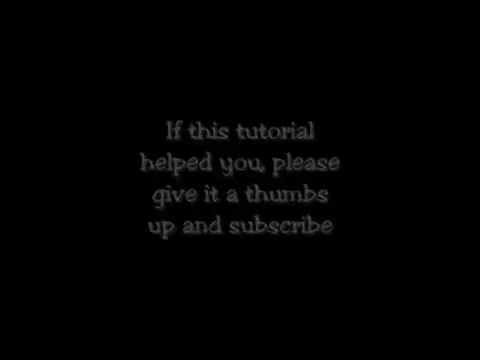 If this tutorial
helped you, please
give it a thumbs
up and subscribe